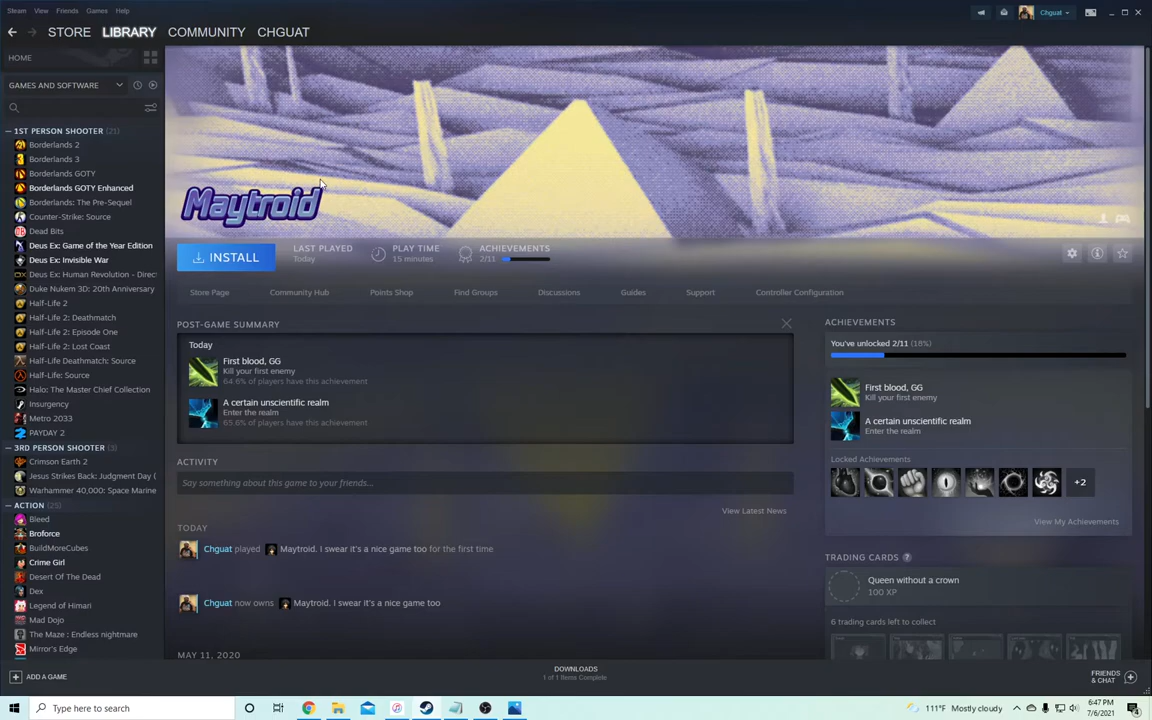 Steam View Friends Games Help
Chguat
STORE LIBRARY COMMUNITY CHGUAT
HOME
GAMES AND SOFTWARE
1ST PERSON SHOOTER (21)
Borderlands 2
Borderlands 3
Borderlands GOTY
Borderlands GOTY Enhanced
Borderlands: The Pre-Sequel
Counter-Strike: Source
Dead Bits
Deus Ex: Game of the Year Edition
Deus Ex: Invisible War
Deus Ex: Human Revolution - Direc
Duke Nukem 3D: 20th Anniversary
Half-Life 2
Half-Life 2: Deathmatch
Half-Life 2: Episode One
Half-Life 2: Lost Coast
Half-Life Deathmatch: Source
Half-Life: Source
Halo: The Master Chief Collection
Insurgency
Metro 2033
PAYDAY 2
3RD PERSON SHOOTER (3)
Crimson Earth 2
Jesus Strikes Back: Judgment Day (
Warhammer 40,000: Space Marine
ACTION (25)
Bleed
Broforce
BuildMoreCubes
Crime Girl
Desert Of The Dead
Dex
Legend of Himari
Mad Dojo
The Maze : Endless nightmare
Mirror's Edge
ADD A GAME
Maytroid
INSTALL
LAST PLAYED
Today
PLAY TIME
15 minutes
ACHIEVEMENTS
2/11
Store Page Community Hub Points Shop Find Groups Discussions Guides Support Controller Configuration
POST-GAME SUMMARY
Today
First blood, GG
Kill your first enemy
64.6% of players have this achievement
A certain unscientific realm
Enter the realm
65.6% of players have this achievement
ACTIVITY
Say something about this game to your friends...
View Latest News
TODAY
Chguat played Maytroid. I swear it's a nice game too for the first time
Chguat now owns Maytroid. I swear it's a nice game too
MAY 11, 2020
ACHIEVEMENTS
You've unlocked 2/11 (18%)
First blood, GG
Kill your first enemy
A certain unscientific realm
Enter the realm
Locked Achievements
+2
View My Achievements
TRADING CARDS ?
Queen without a crown
100 XP
6 trading cards left to collect
DOWNLOADS
1 of 1 Items Complete
FRIENDS
& CHAT
Type here to search
111°F Mostly cloudy
6:47 PM
7/6/2021
4